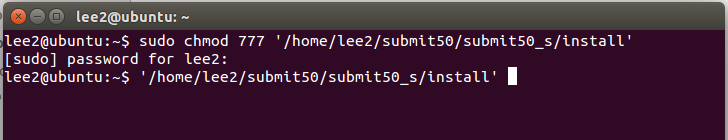 lee2@ubuntu: ~
lee2@ubuntu:~$ sudo chmod 777 '/home/lee2/submit50/submit50_s/install'
[sudo] password for lee2:
lee2@ubuntu:~$ '/home/lee2/submit50/submit50_s/install'